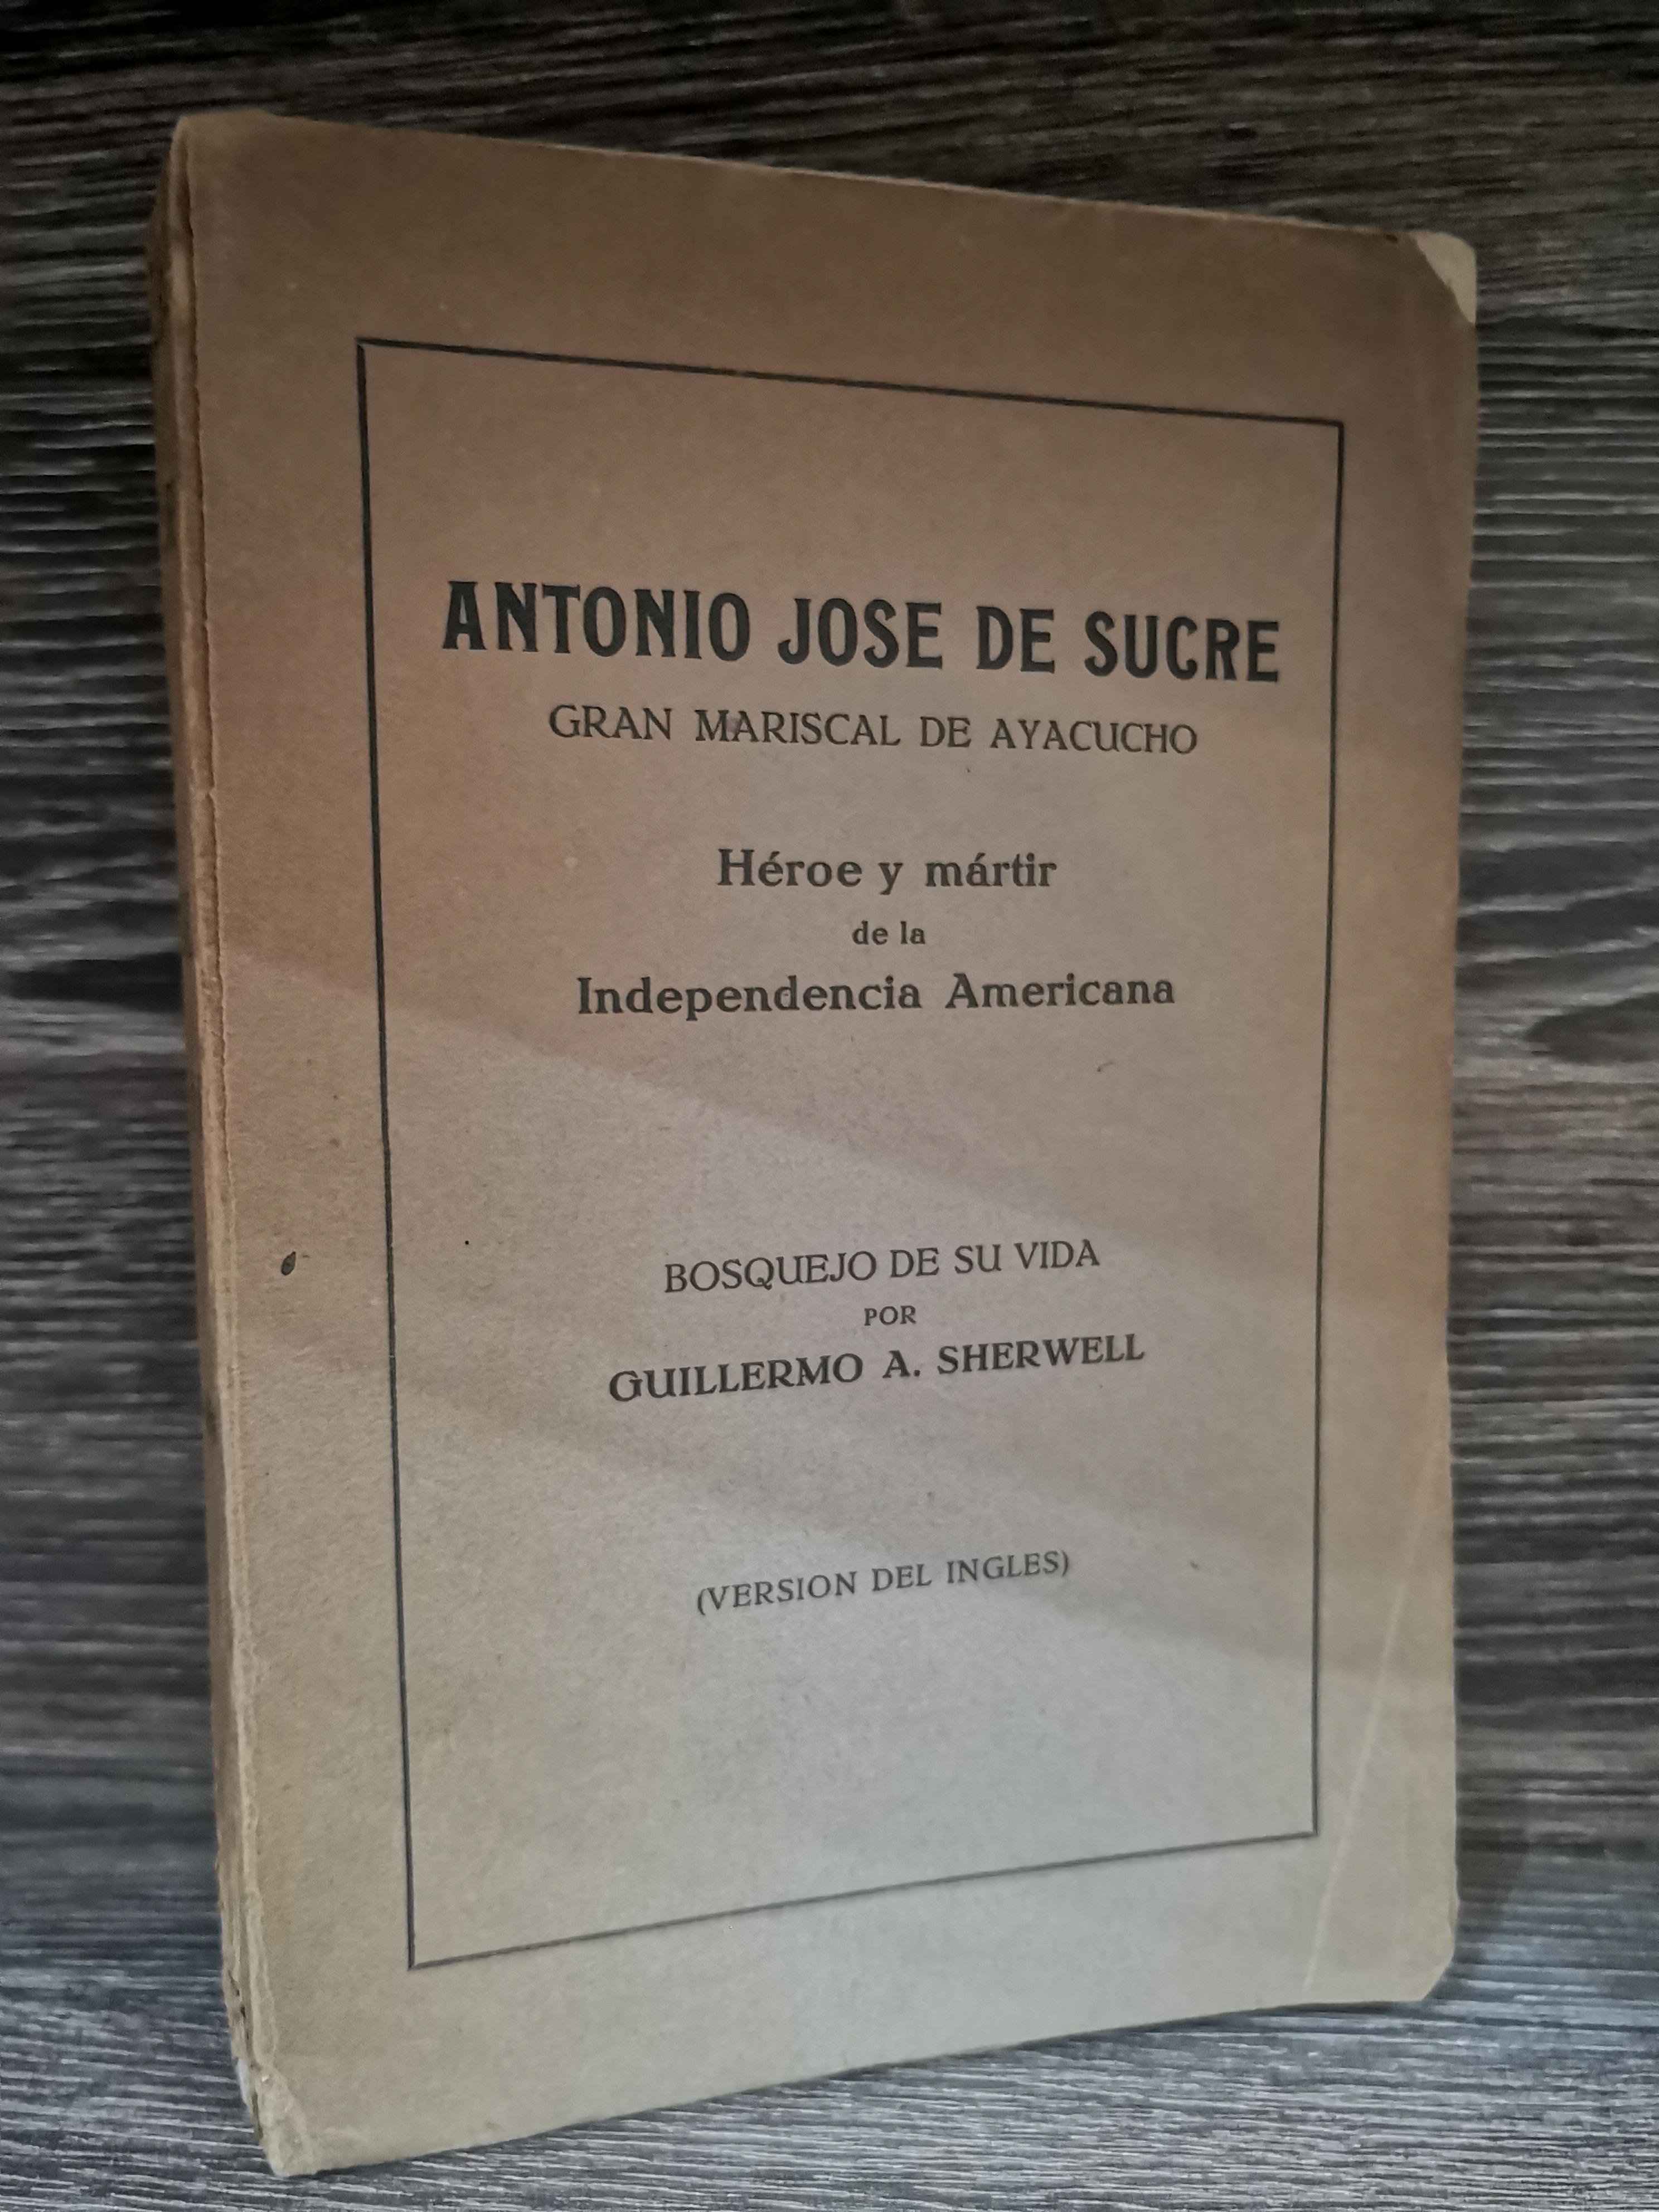 ANTONIO JOSE DE SUCRE
GRAN MARISCAL DE AYACUCHO
Héroe y mártir
de la
Independencia Americana
BOSQUEJO DE SU VIDA
POR
GUILLERMO A. SHERWELL
(VERSION DEL INGLES)